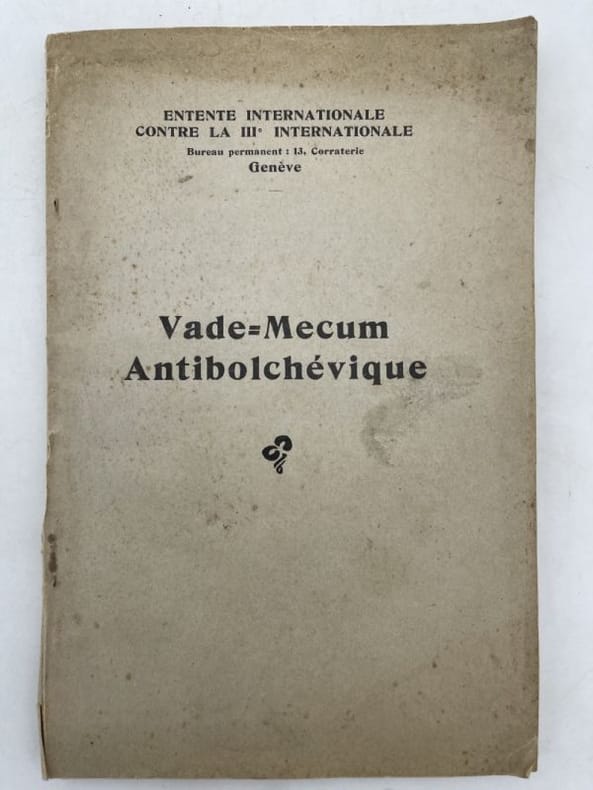 ENTENTE INTERNATIONALE
CONTRE LA IIIe INTERNATIONALE
Bureau permanent : 13, Corraterie
Genève
Vade=Mecum
Antibolchévique